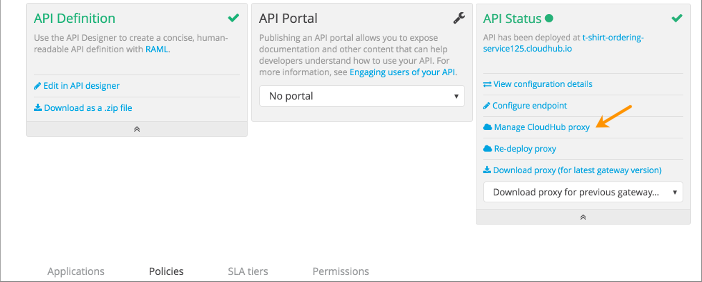 API Definition
Use the API Designer to create a concise, human-
readable API definition with RAML.
Edit in API designer
Download as a .zip file
API Portal
Publishing an API portal allows you to expose
documentation and other content that can help
developers understand how to use your API. For
more information, see Engaging users of your API.
No portal
API Status
API has been deployed at t-shirt-ordering-
service125.cloudhub.io
View configuration details
Configure endpoint
Manage CloudHub proxy
Re-deploy proxy
Download proxy (for latest gateway version)
Download proxy for previous gateway...
Applications Policies SLA tiers Permissions